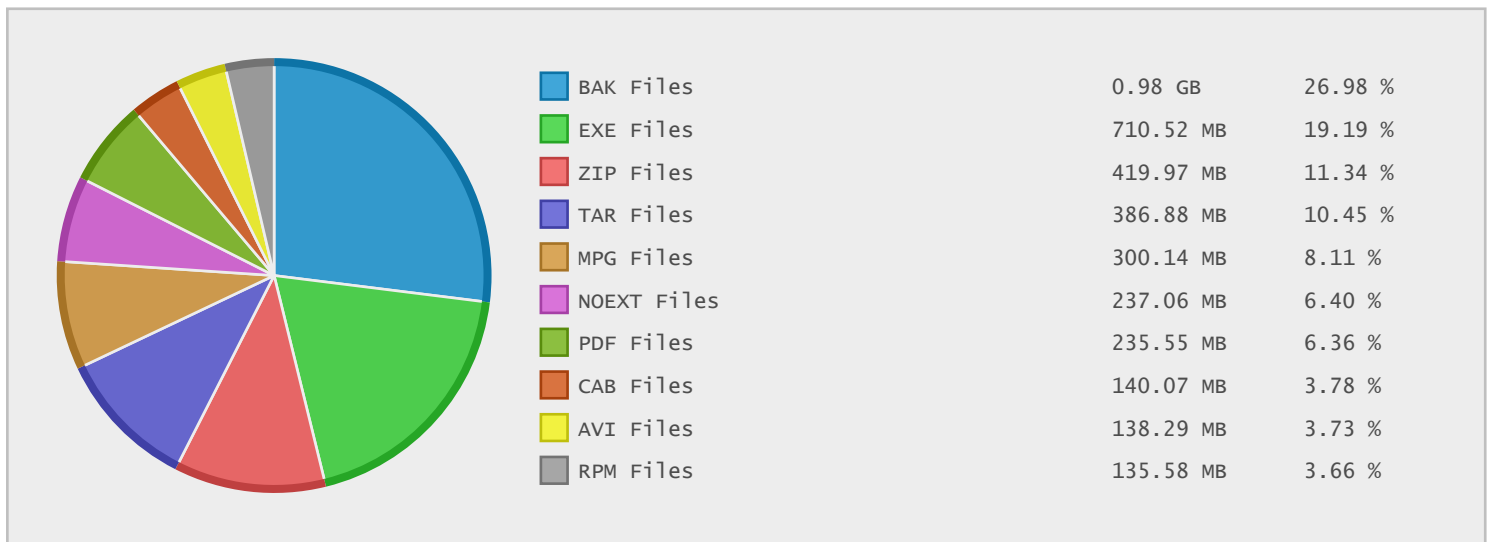 BAK Files 0.98 GB 26.98 %
EXE Files 710.52 MB 19.19 %
ZIP Files 419.97 MB 11.34 %
TAR Files 386.88 MB 10.45 %
MPG Files 300.14 MB 8.11 %
NOEXT Files 237.06 MB 6.40 %
PDF Files 235.55 MB 6.36 %
CAB Files 140.07 MB 3.78 %
AVI Files 138.29 MB 3.73 %
RPM Files 135.58 MB 3.66 %